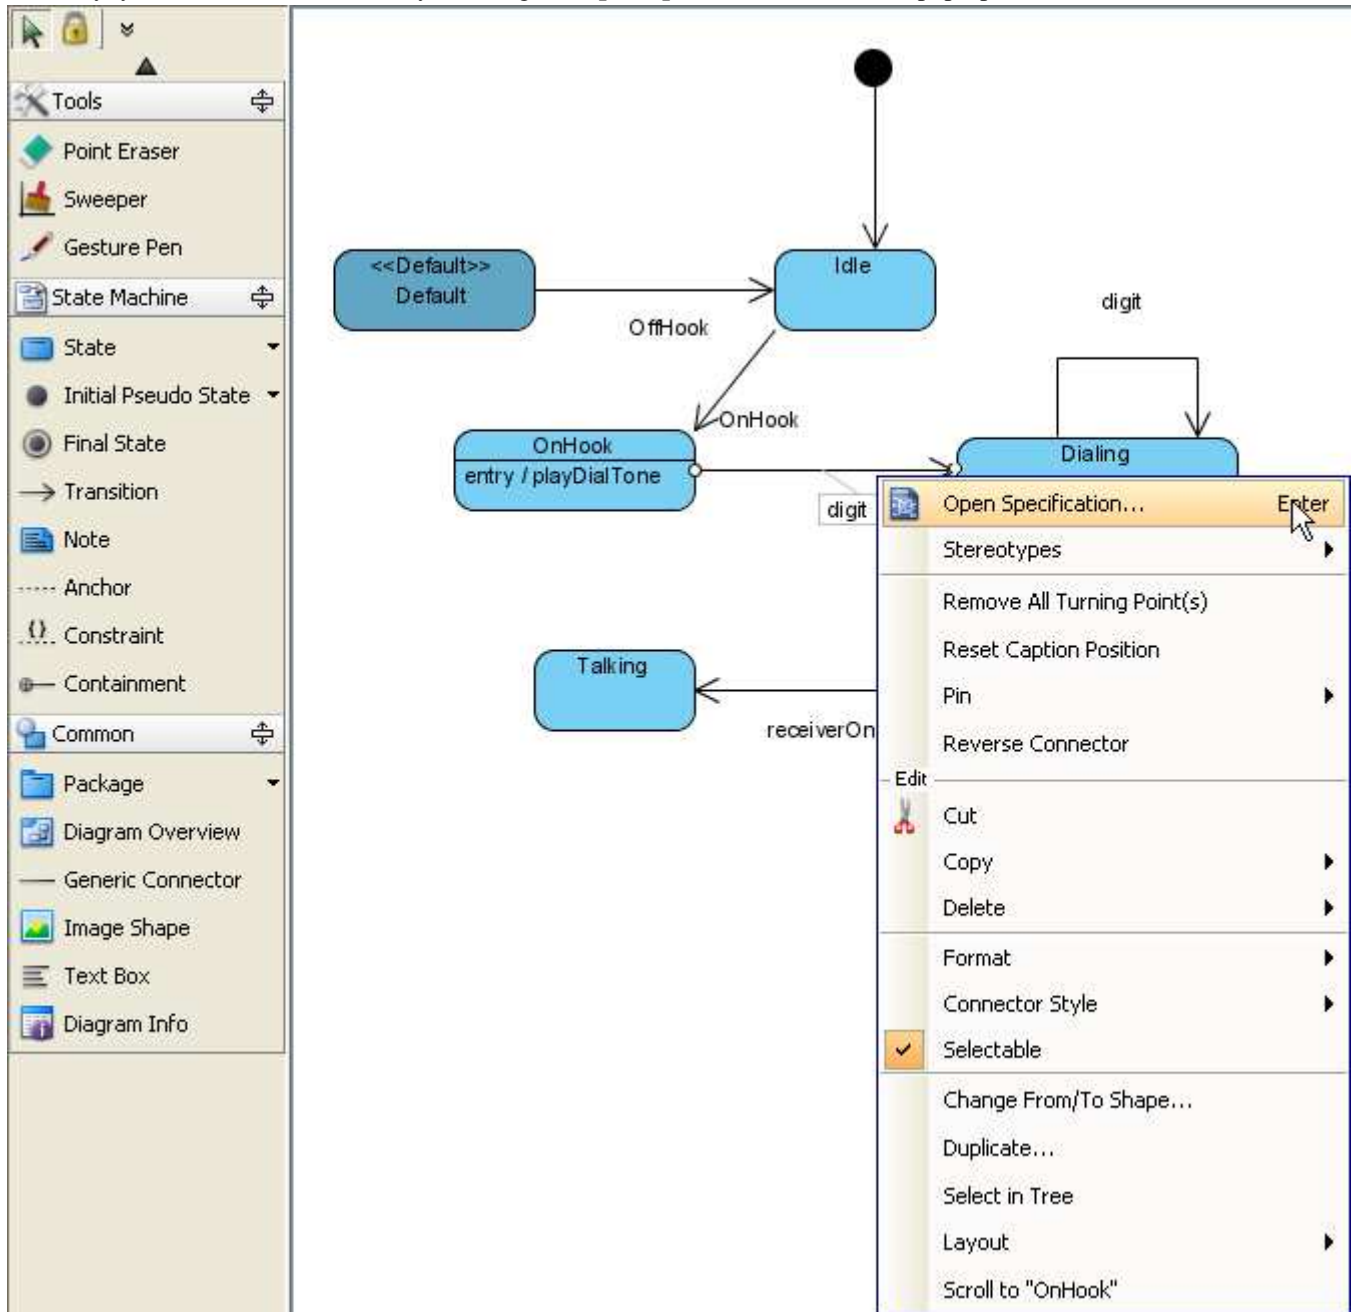 Tools
Point Eraser
Sweeper
Gesture Pen
State Machine
State
Initial Pseudo State
Final State
Transition
Note
Anchor
Constraint
Containment
Common
Package
Diagram Overview
Generic Connector
Image Shape
Text Box
Diagram Info
<<Default>>
Default
Idle
OffHook
digit
OnHook
OnHook
entry / playDialTone
Dialing
digit
Talking
receiverOn
Open Specification... Enter
Stereotypes
Remove All Turning Point(s)
Reset Caption Position
Pin
Reverse Connector
Edit
Cut
Copy
Delete
Format
Connector Style
Selectable
Change From/To Shape...
Duplicate...
Select in Tree
Layout
Scroll to "OnHook"